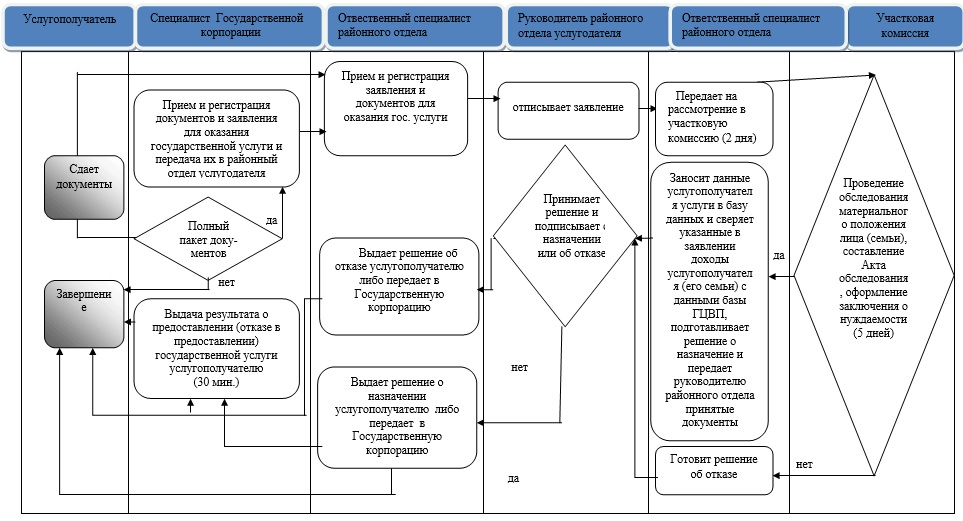 Услугополучатель
Специалист Государственной
корпорации
Отвественный специалист
районного отдела
Руководитель районного
отдела услугодателя
Ответственный специалист
районного отдела
Участковая
комиссия
Сдает
документы
Завершени
е
Прием и регистрация
документов и заявления
для оказания
государственной услуги и
передача их в районный
отдел услугодателя
Полный
пакет доку-
ментов
да
нет
Выдача результата о
предоставлении (отказе в
предоставлении)
государственной услуги
услугополучателю
(30 мин.)
Прием и регистрация
заявления и
документов для
оказания гос. услуги
Выдает решение об
отказе услугополучателю
либо передает в
Государственную
корпорацию
Выдает решение о
назначении
услугополучателю либо
передает в
Государственную
корпорацию
отписывает заявление
Принимает
решение и
подписывает о
назначении
или об отказе
нет
да
Передает на
рассмотрение в
участковую
комиссию (2 дня)
Заносит данные
услугополучател
я услуги в базу
данных и сверяет
указанные в
заявлении
доходы
услугополучател
я (его семьи) с
данными базы
ГЦВП,
подготавливает
решение о
назначение и
передает
руководителю
районного отдела
принятые
документы
Готовит решение
об отказе
да
нет
Проведение
обследования
материальног
о положения
лица (семьи),
составление
Акта
обследования
, оформление
заключения о
нуждаемости
(5 дней)